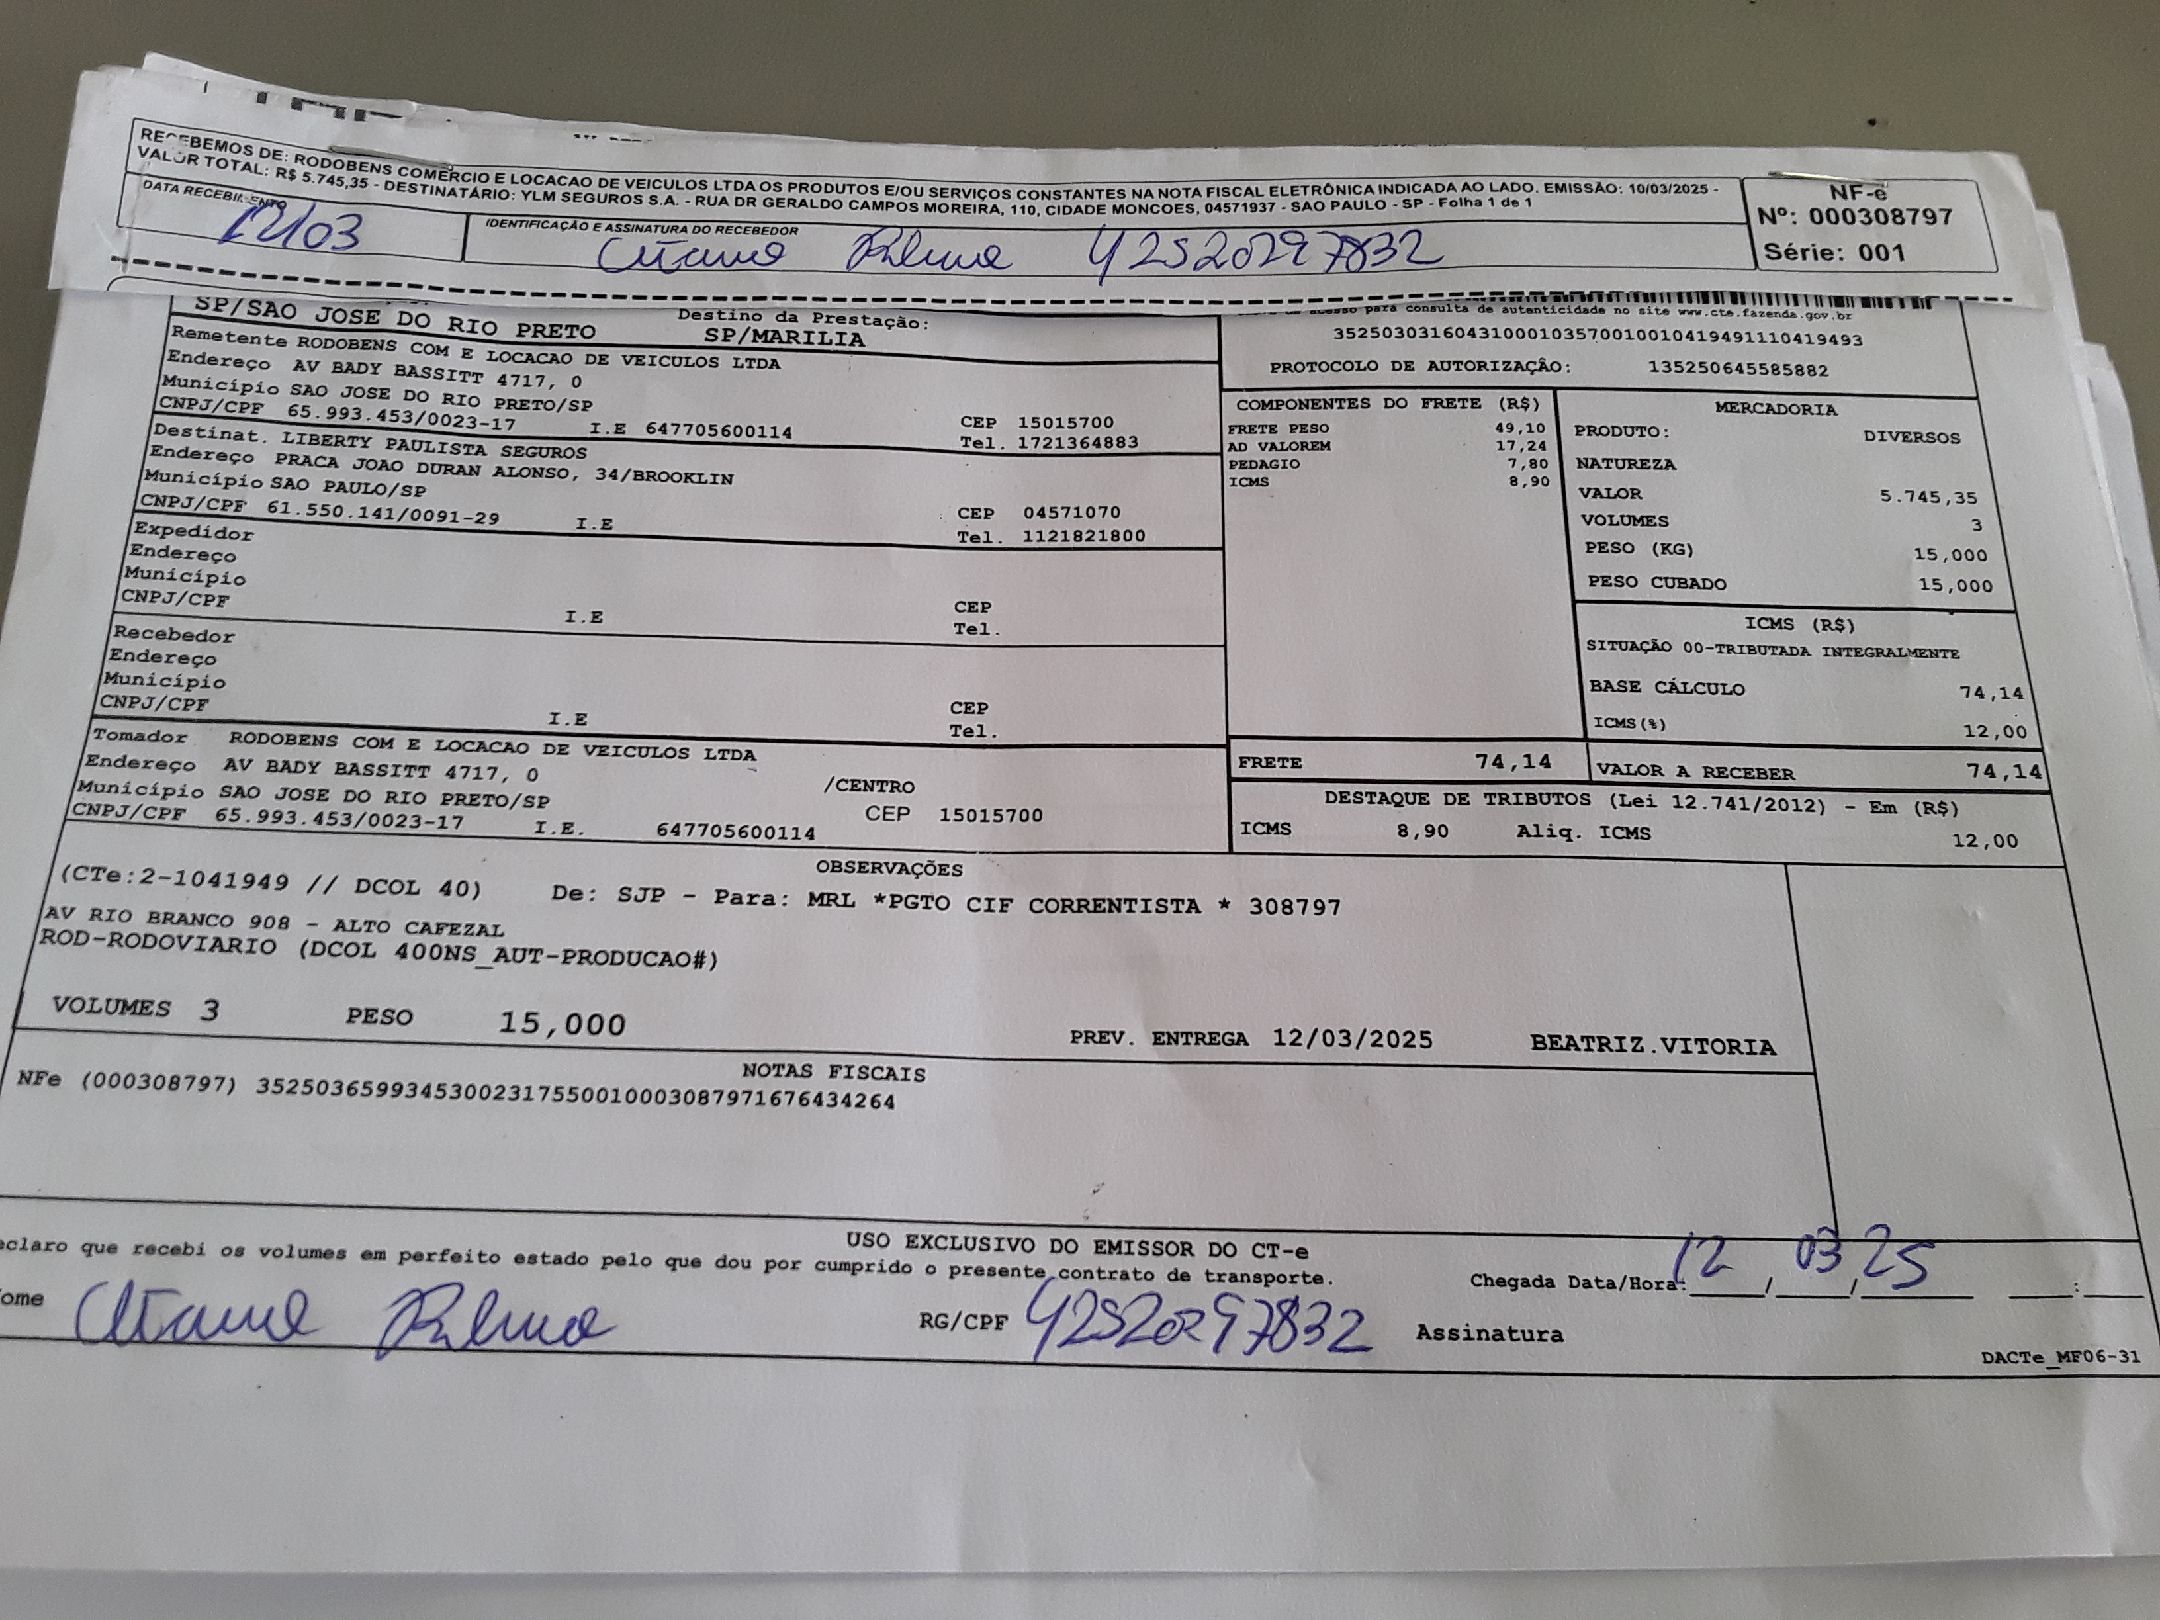 RECEBEMOS DE: RODOBENS COMERCIO E LOCACAO DE VEICULOS LTDA OS PRODUTOS E/OU SERVIÇOS CONSTANTES NA NOTA FISCAL ELETRÔNICA INDICADA AO LADO. EMISSÃO: 10/03/2025 -
VALOR TOTAL: R$ 5.745,35 - DESTINATÁRIO: YLM SEGUROS S.A. - RUA DR GERALDO CAMPOS MOREIRA, 110, CIDADE MONCOES, 04571937 - SAO PAULO - SP - Folha 1 de 1
NF-e
Nº: 000308797
Série: 001
DATA RECEBIMENTO
12/03
IDENTIFICAÇÃO E ASSINATURA DO RECEBEDOR
42520297832
SP/SAO JOSE DO RIO PRETO
Destino da Prestação:
SP/MARILIA
acesso para consulta de autenticidade no site www.cte.fazenda.gov.br
35250303160431000103570010010419491110419493
PROTOCOLO DE AUTORIZAÇÃO: 135250645585882
Remetente RODOBENS COM E LOCACAO DE VEICULOS LTDA
Endereço AV BADY BASSITT 4717, 0
Município SAO JOSE DO RIO PRETO/SP
CEP 15015700
CNPJ/CPF 65.993.453/0023-17 I.E 647705600114
Tel. 1721364883
Destinat. LIBERTY PAULISTA SEGUROS
Endereço PRACA JOAO DURAN ALONSO, 34/BROOKLIN
Município SAO PAULO/SP
CEP 04571070
CNPJ/CPF 61.550.141/0091-29 I.E
Tel. 1121821800
Expedidor
Endereço
Município
CEP
CNPJ/CPF I.E
Tel.
Recebedor
Endereço
Município
CEP
CNPJ/CPF I.E
Tel.
Tomador RODOBENS COM E LOCACAO DE VEICULOS LTDA
Endereço AV BADY BASSITT 4717, 0 /CENTRO
Município SAO JOSE DO RIO PRETO/SP CEP 15015700
CNPJ/CPF 65.993.453/0023-17 I.E. 647705600114
COMPONENTES DO FRETE (R$)
FRETE PESO 49,10
AD VALOREM 17,24
PEDAGIO 7,80
ICMS 8,90
MERCADORIA
PRODUTO: DIVERSOS
NATUREZA
VALOR 5.745,35
VOLUMES 3
PESO (KG) 15,000
PESO CUBADO 15,000
ICMS (R$)
SITUAÇÃO 00-TRIBUTADA INTEGRALMENTE
BASE CÁLCULO 74,14
ICMS(%) 12,00
FRETE 74,14
VALOR A RECEBER 74,14
DESTAQUE DE TRIBUTOS (Lei 12.741/2012) - Em (R$)
ICMS 8,90 Aliq. ICMS 12,00
OBSERVAÇÕES
(CTe:2-1041949 // DCOL 40) De: SJP - Para: MRL *PGTO CIF CORRENTISTA * 308797
AV RIO BRANCO 908 - ALTO CAFEZAL
ROD-RODOVIARIO (DCOL 400NS_AUT-PRODUCAO#)
VOLUMES 3 PESO 15,000 PREV. ENTREGA 12/03/2025 BEATRIZ.VITORIA
NOTAS FISCAIS
NFe (000308797) 35250365993453002317550010003087971676434264
USO EXCLUSIVO DO EMISSOR DO CT-e
eclaro que recebi os volumes em perfeito estado pelo que dou por cumprido o presente contrato de transporte.
Chegada Data/Hora: 12/03/25 :
ome
RG/CPF 42520297832
Assinatura
DACTe_MF06-31